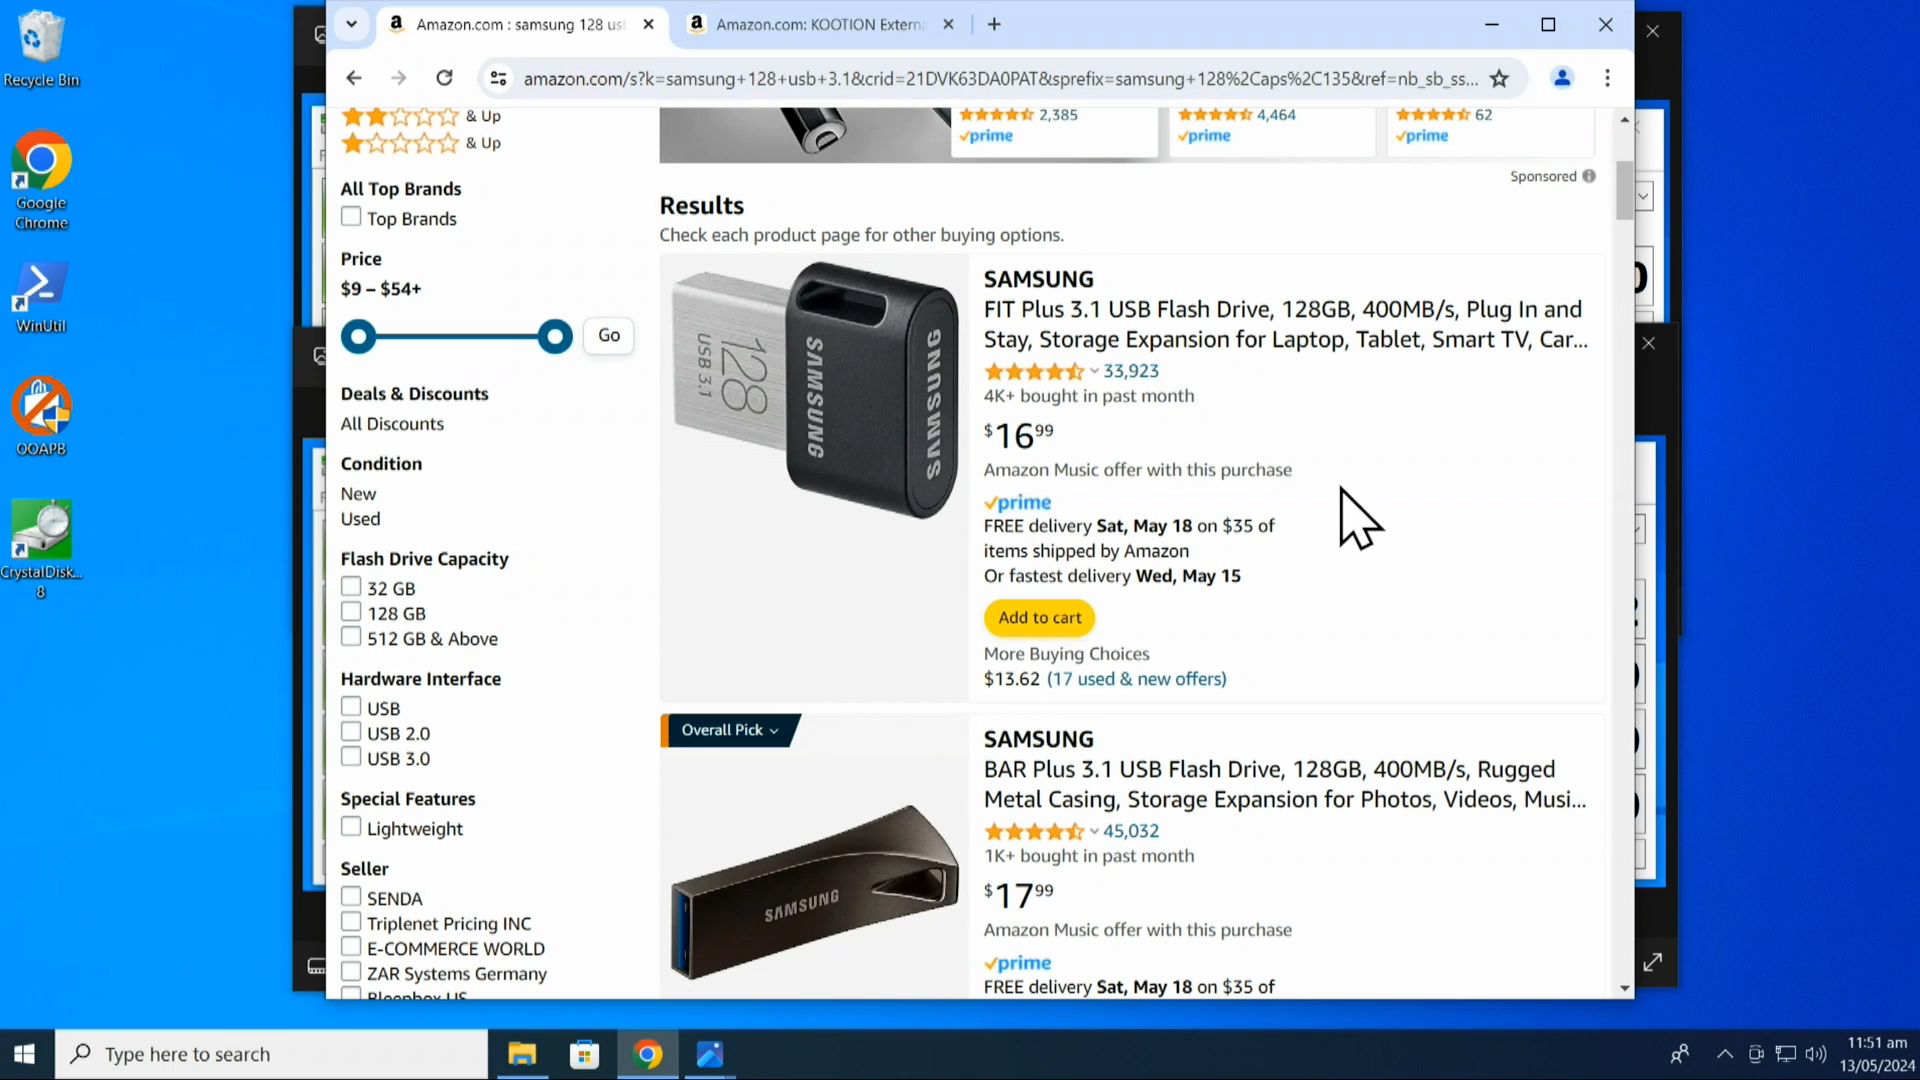 Recycle Bin
Google
Chrome
WinUtil
OOAPB
CrystalDisk...
8
Amazon.com : samsung 128 us
Amazon.com: KOOTION Extern
amazon.com/s?k=samsung+128+usb+3.1&crid=21DVK63DA0PAT&sprefix=samsung+128%2Caps%2C135&ref=nb_sb_ss...
& Up
& Up
All Top Brands
Top Brands
Price
$9 – $54+
Go
Deals & Discounts
All Discounts
Condition
New
Used
Flash Drive Capacity
32 GB
128 GB
512 GB & Above
Hardware Interface
USB
USB 2.0
USB 3.0
Special Features
Lightweight
Seller
SENDA
Triplenet Pricing INC
E-COMMERCE WORLD
ZAR Systems Germany
Bleepbox US
2,385
prime
4,464
prime
62
prime
Sponsored
Results
Check each product page for other buying options.
128
USB 3.1
SAMSUNG
SAMSUNG
SAMSUNG
FIT Plus 3.1 USB Flash Drive, 128GB, 400MB/s, Plug In and
Stay, Storage Expansion for Laptop, Tablet, Smart TV, Car...
33,923
4K+ bought in past month
$16 99
Amazon Music offer with this purchase
prime
FREE delivery Sat, May 18 on $35 of
items shipped by Amazon
Or fastest delivery Wed, May 15
Add to cart
More Buying Choices
$13.62 (17 used & new offers)
Overall Pick
SAMSUNG
SAMSUNG
BAR Plus 3.1 USB Flash Drive, 128GB, 400MB/s, Rugged
Metal Casing, Storage Expansion for Photos, Videos, Musi...
45,032
1K+ bought in past month
$17 99
Amazon Music offer with this purchase
prime
FREE delivery Sat, May 18 on $35 of
Type here to search
11:51 am
13/05/2024